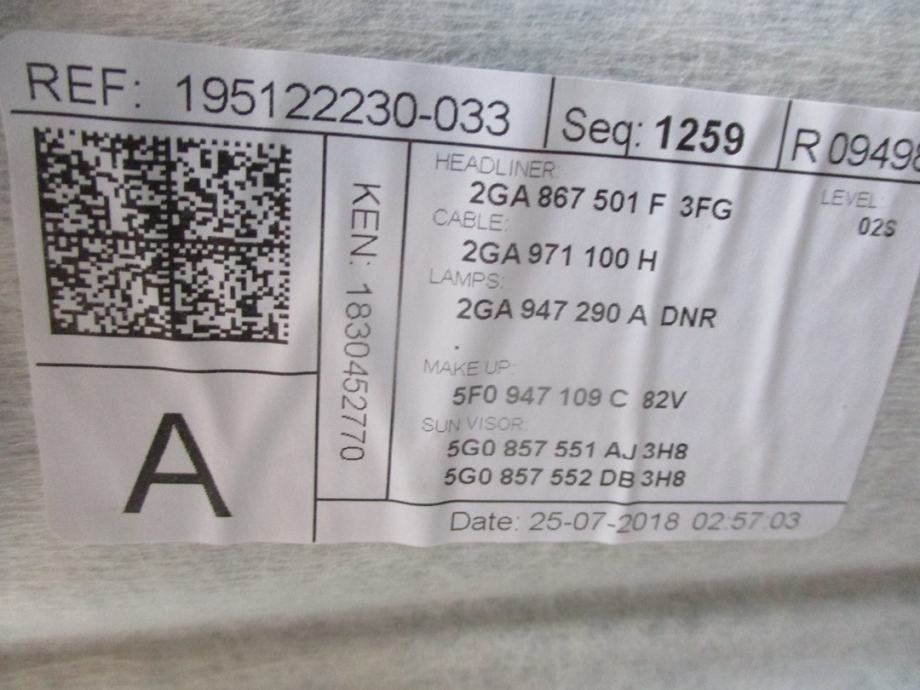 REF: 195122230-033
Seq: 1259
R 09498
HEADLINER:
2GA 867 501 F 3FG
LEVEL:
02S
CABLE:
2GA 971 100 H
LAMPS:
2GA 947 290 A DNR
MAKE UP:
5F0 947 109 C 82V
SUN VISOR:
5G0 857 551 AJ 3H8
5G0 857 552 DB 3H8
KEN: 1830452770
A
Date: 25-07-2018 02:57:03